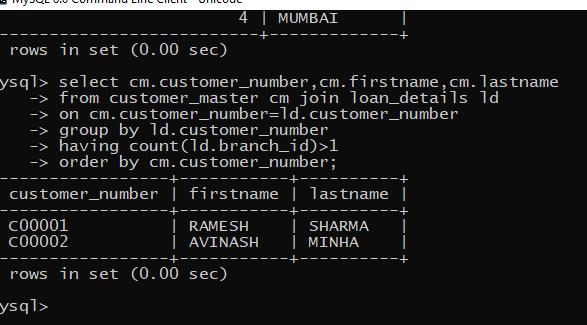 MySQL 8.0 Command Line Client - Unicode
4 | MUMBAI |
--------------------------+-------------+
rows in set (0.00 sec)
ysql> select cm.customer_number,cm.firstname,cm.lastname
-> from customer_master cm join loan_details ld
-> on cm.customer_number=ld.customer_number
-> group by ld.customer_number
-> having count(ld.branch_id)>1
-> order by cm.customer_number;
-----------------+-----------+----------+
customer_number | firstname | lastname |
-----------------+-----------+----------+
C00001 | RAMESH | SHARMA |
C00002 | AVINASH | MINHA |
-----------------+-----------+----------+
rows in set (0.00 sec)
ysql>